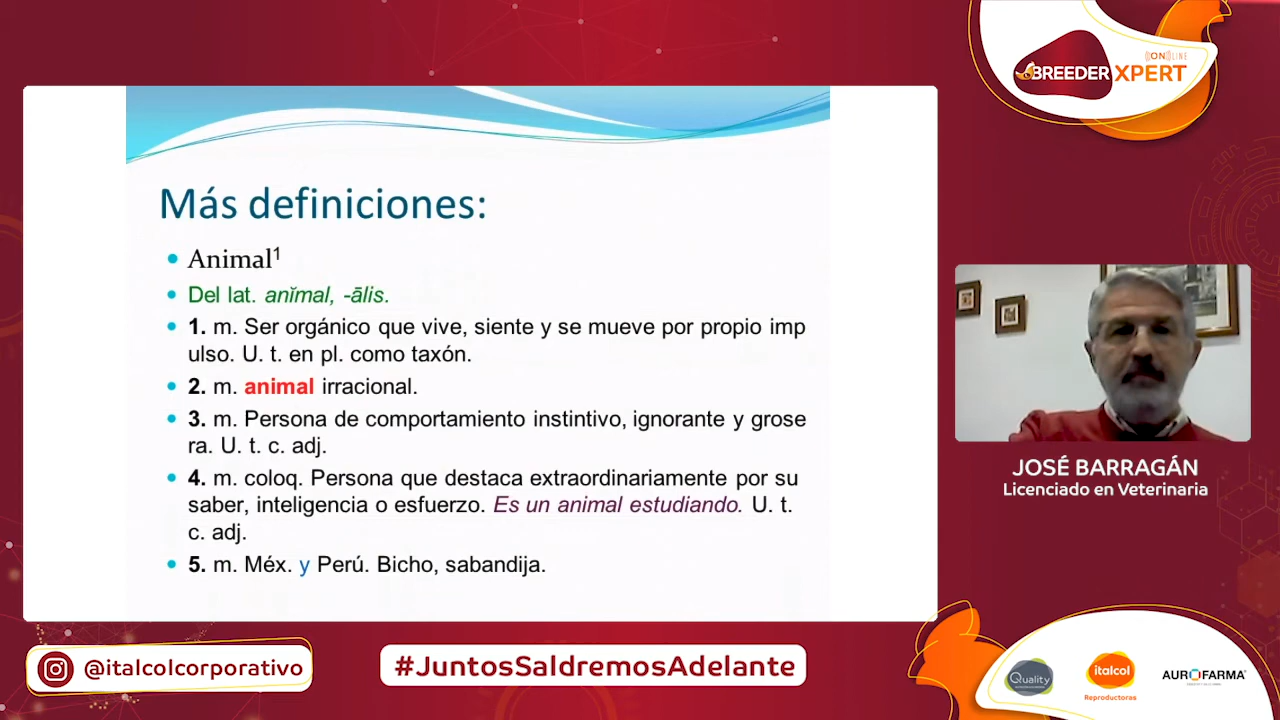 ((ON))LINE
BREEDER XPERT
Más definiciones:
Animal¹
Del lat. anĭmal, -ālis.
1. m. Ser orgánico que vive, siente y se mueve por propio imp
ulso. U. t. en pl. como taxón.
2. m. animal irracional.
3. m. Persona de comportamiento instintivo, ignorante y grose
ra. U. t. c. adj.
4. m. coloq. Persona que destaca extraordinariamente por su
saber, inteligencia o esfuerzo. Es un animal estudiando. U. t.
c. adj.
5. m. Méx. y Perú. Bicho, sabandija.
JOSÉ BARRAGÁN
Licenciado en Veterinaria
@italcolcorporativo
#JuntosSaldremosAdelante
Quality
italcol
Reproductoras
AUROFARMA